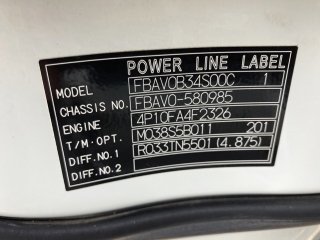 POWER LINE LABEL
MODEL FBAV0B34S00C 1
CHASSIS NO. FBAV0-580985
ENGINE 4P10FA4F2326
T/M·OPT. M038S5B011 201
DIFF.NO.1 R033TN5501(4.875)
DIFF.NO.2